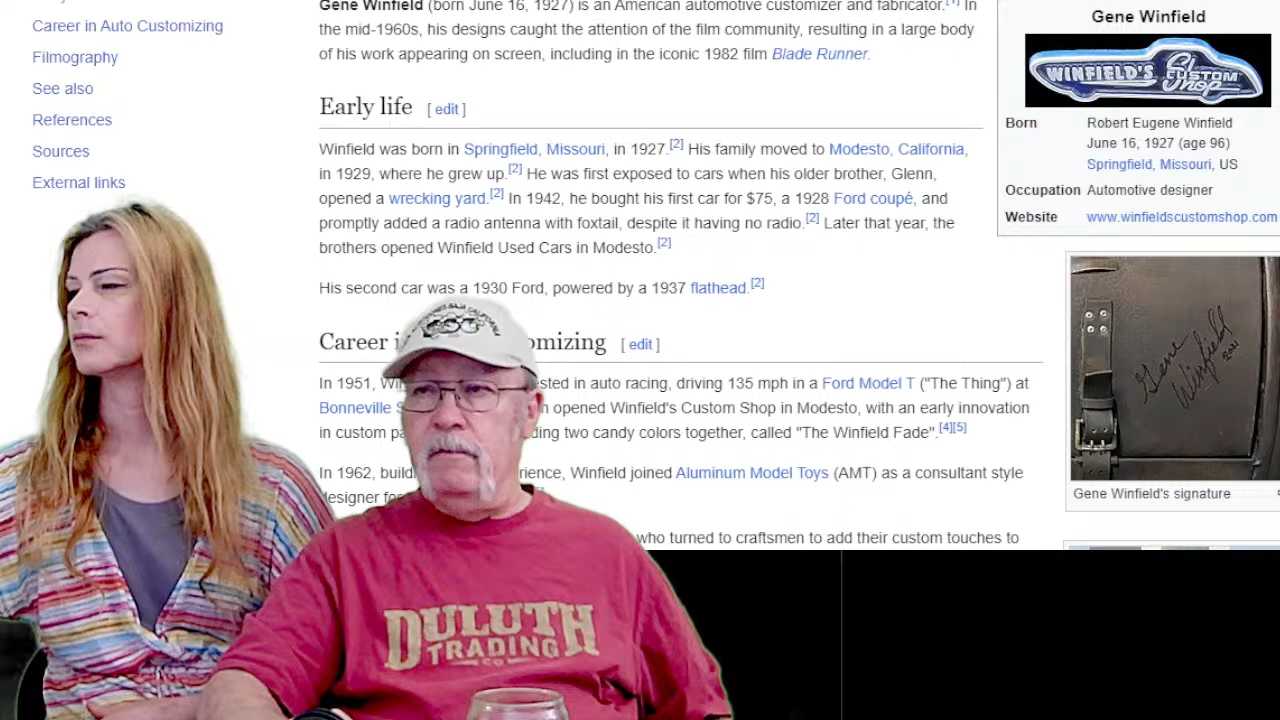 Career in Auto Customizing
Filmography
See also
References
Sources
External links
Gene Winfield (born June 16, 1927) is an American automotive customizer and fabricator.[1] In
the mid-1960s, his designs caught the attention of the film community, resulting in a large body
of his work appearing on screen, including in the iconic 1982 film Blade Runner.
Early life [ edit ]
Winfield was born in Springfield, Missouri, in 1927.[2] His family moved to Modesto, California,
in 1929, where he grew up.[2] He was first exposed to cars when his older brother, Glenn,
opened a wrecking yard.[2] In 1942, he bought his first car for $75, a 1928 Ford coupé, and
promptly added a radio antenna with foxtail, despite it having no radio.[2] Later that year, the
brothers opened Winfield Used Cars in Modesto.[2]
His second car was a 1930 Ford, powered by a 1937 flathead.[2]
Career i omizing [ edit ]
In 1951, Wi sted in auto racing, driving 135 mph in a Ford Model T ("The Thing") at
Bonneville S n opened Winfield's Custom Shop in Modesto, with an early innovation
in custom pa ding two candy colors together, called "The Winfield Fade".[4][5]
In 1962, build rience, Winfield joined Aluminum Model Toys (AMT) as a consultant style
designer for
who turned to craftsmen to add their custom touches to
Gene Winfield
WINFIELD'S CUSTOM
Shop
Born Robert Eugene Winfield
June 16, 1927 (age 96)
Springfield, Missouri, US
Occupation Automotive designer
Website www.winfieldscustomshop.com
Gene
Winfield
2021
Gene Winfield's signature
BAJA CALIFORNIA
DULUTH
TRADING
CO